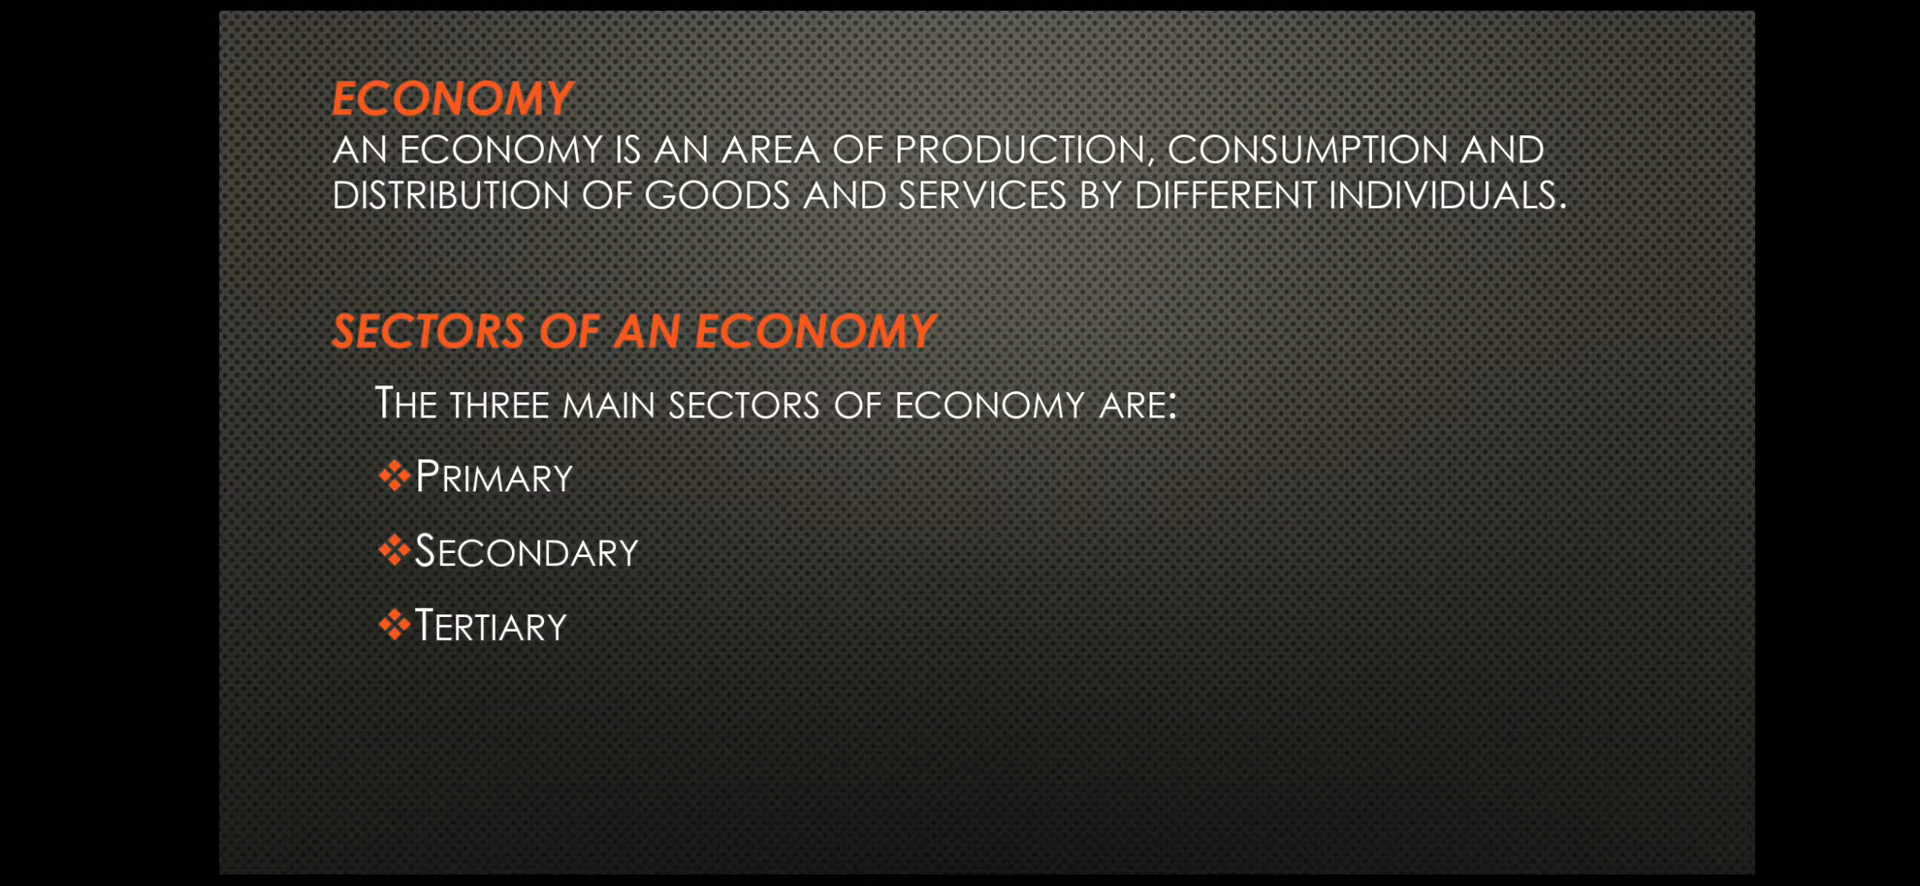 ECONOMY
AN ECONOMY IS AN AREA OF PRODUCTION, CONSUMPTION AND
DISTRIBUTION OF GOODS AND SERVICES BY DIFFERENT INDIVIDUALS.
SECTORS OF AN ECONOMY
THE THREE MAIN SECTORS OF ECONOMY ARE:
❖PRIMARY
❖SECONDARY
❖TERTIARY